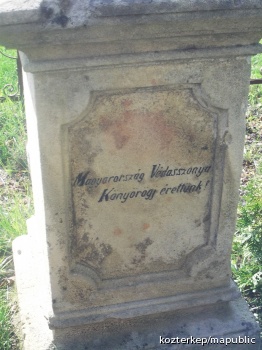 Magyarország Védasszonya
Könyörögj érettünk!
kozterkep/mapublic